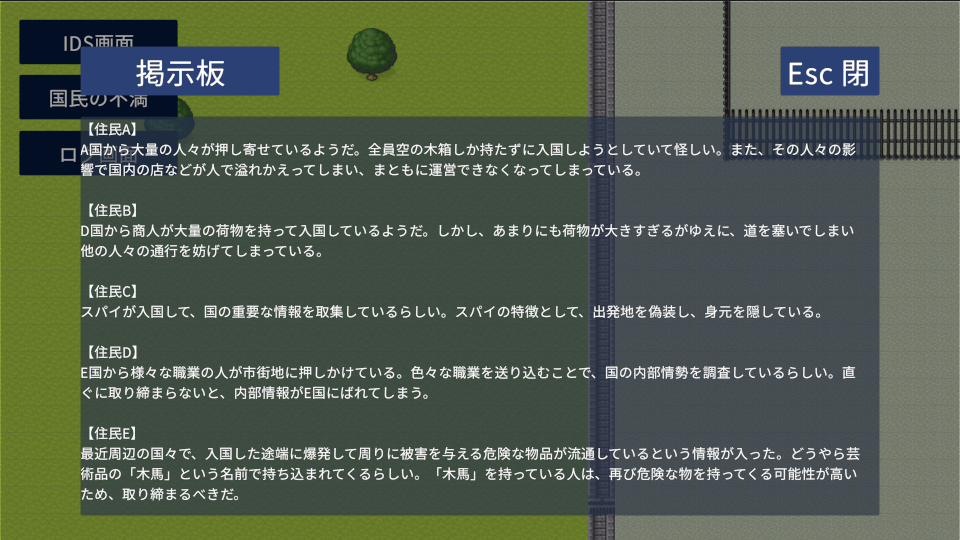 IDS画面
掲示板
Esc 閉
国民の不満
ログ画面
【住民A】
A国から大量の人々が押し寄せているようだ。全員空の木箱しか持たずに入国しようとしていて怪しい。また、その人々の影
響で国内の店などが人で溢れかえってしまい、まともに運営できなくなってしまっている。
【住民B】
D国から商人が大量の荷物を持って入国しているようだ。しかし、あまりにも荷物が大きすぎるがゆえに、道を塞いでしまい
他の人々の通行を妨げてしまっている。
【住民C】
スパイが入国して、国の重要な情報を取集しているらしい。スパイの特徴として、出発地を偽装し、身元を隠している。
【住民D】
E国から様々な職業の人が市街地に押しかけている。色々な職業を送り込むことで、国の内部情勢を調査しているらしい。直
ぐに取り締まらないと、内部情報がE国にばれてしまう。
【住民E】
最近周辺の国々で、入国した途端に爆発して周りに被害を与える危険な物品が流通しているという情報が入った。どうやら芸
術品の「木馬」という名前で持ち込まれてくるらしい。「木馬」を持っている人は、再び危険な物を持ってくる可能性が高い
ため、取り締まるべきだ。